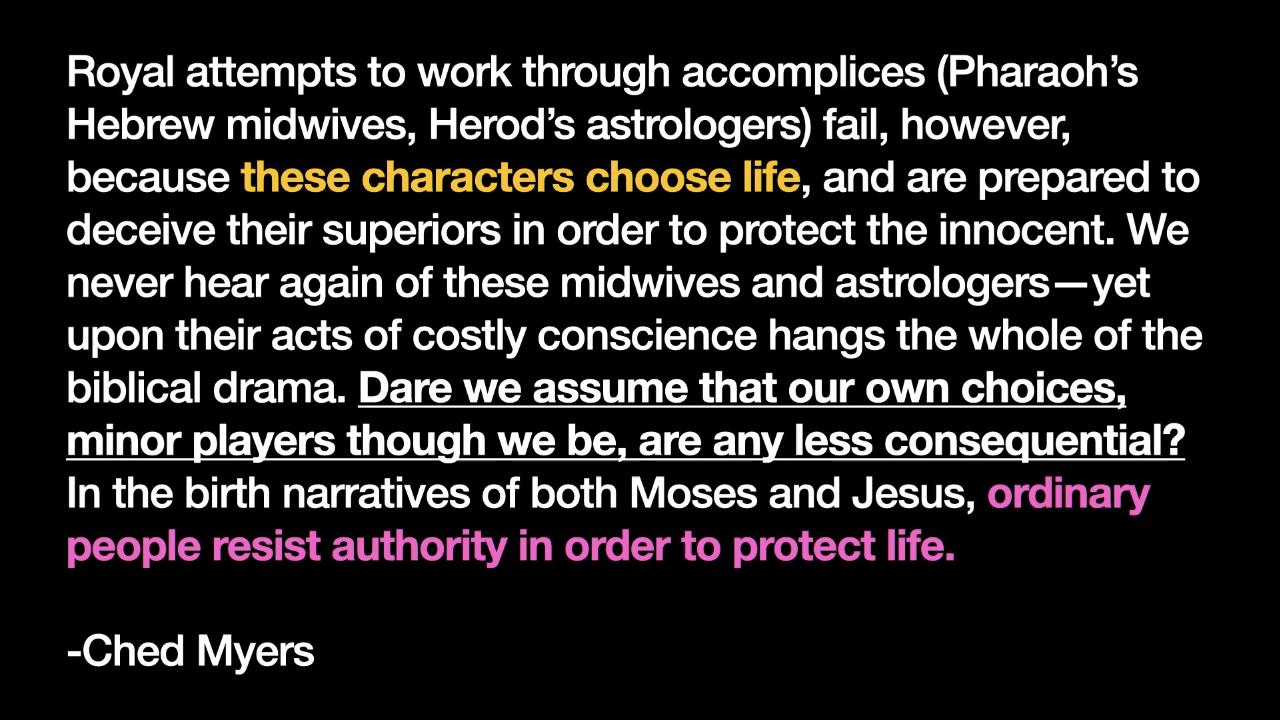 Royal attempts to work through accomplices (Pharaoh’s
Hebrew midwives, Herod’s astrologers) fail, however,
because these characters choose life, and are prepared to
deceive their superiors in order to protect the innocent. We
never hear again of these midwives and astrologers—yet
upon their acts of costly conscience hangs the whole of the
biblical drama. Dare we assume that our own choices,
minor players though we be, are any less consequential?
In the birth narratives of both Moses and Jesus, ordinary
people resist authority in order to protect life.
-Ched Myers